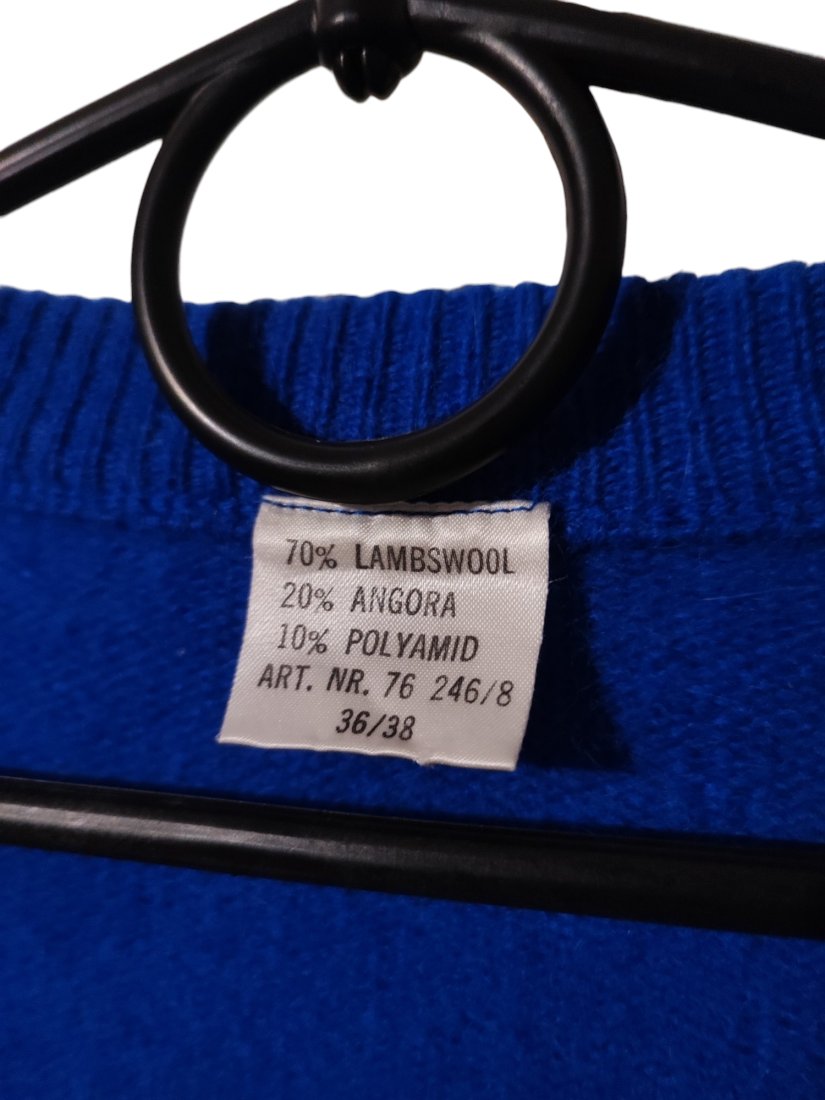 70% LAMBSWOOL
20% ANGORA
10% POLYAMID
ART. NR. 76 246/8
36/38